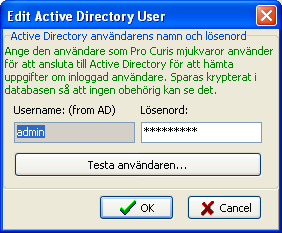 Edit Active Directory User
Active Directory användarens namn och lösenord
Ange den användare som Pro Curis mjukvaror använder
för att ansluta till Active Directory för att hämta
uppgifter om inloggad användare. Sparas krypterat i
databasen så att ingen obehörig kan se det.
Username: (from AD) Lösenord:
admin *********
Testa användaren...
OK Cancel